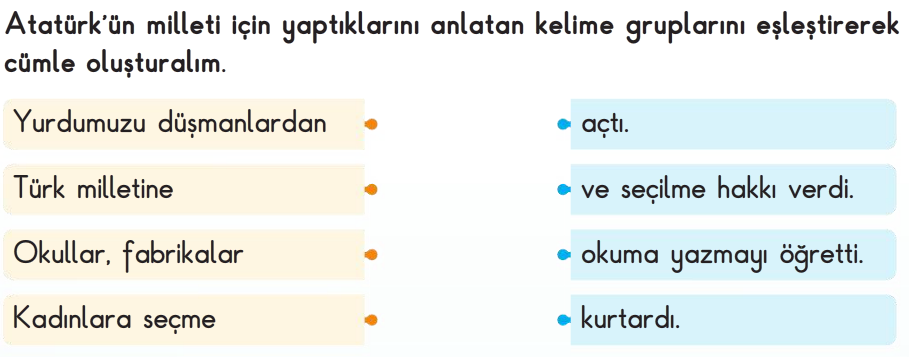 Atatürk'ün milleti için yaptıklarını anlatan kelime gruplarını eşleştirerek
cümle oluşturalım.
Yurdumuzu düşmanlardan
açtı.
Türk milletine
ve seçilme hakkı verdi.
Okullar, fabrikalar
okuma yazmayı öğretti.
Kadınlara seçme
kurtardı.